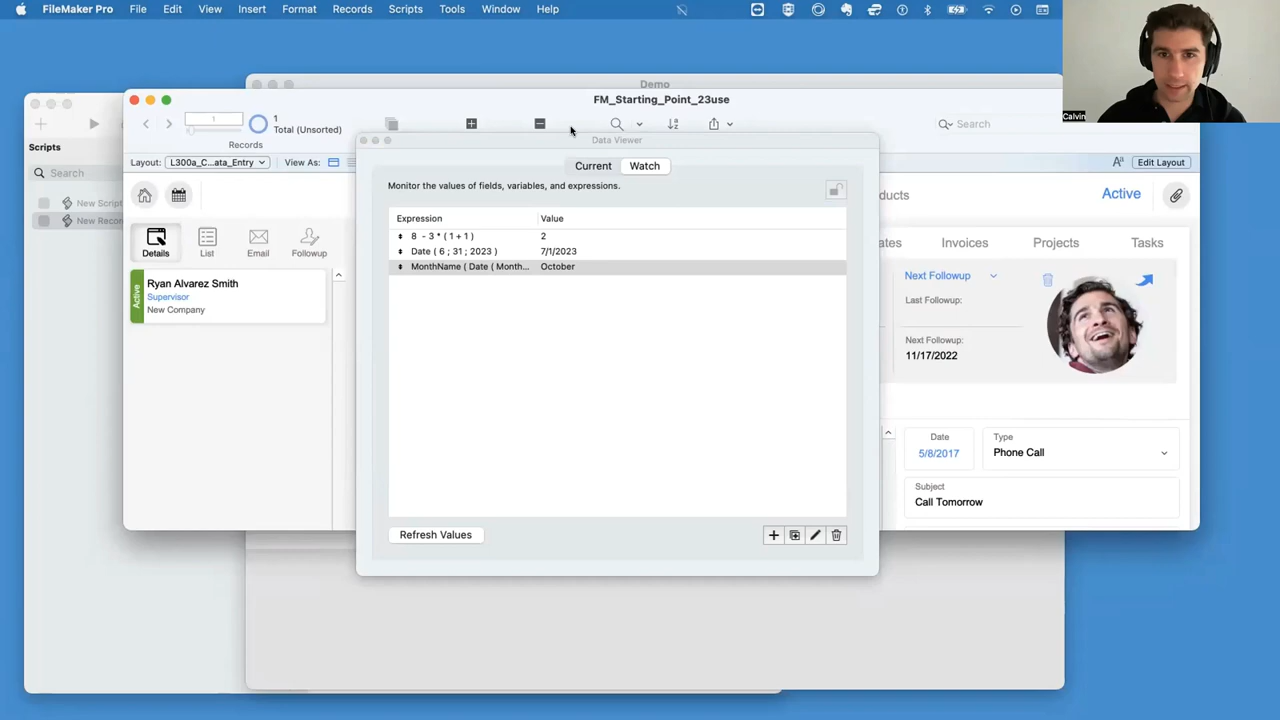 FileMaker Pro File Edit View Insert Format Records Scripts Tools Window Help
Demo
FM_Starting_Point_23use
1
1
Total (Unsorted)
Records
Search
Data Viewer
Layout: L300a_C...ata_Entry View As:
Edit Layout
Scripts
Search
New Script
New Recor
Current Watch
Monitor the values of fields, variables, and expressions.
Expression Value
8 - 3 * ( 1 + 1 ) 2
Date ( 6 ; 31 ; 2023 ) 7/1/2023
MonthName ( Date ( Month... October
Refresh Values
Details List Email Followup
Active
Ryan Alvarez Smith
Supervisor
New Company
ducts Active
ates Invoices Projects Tasks
Next Followup
Last Followup:
Next Followup:
11/17/2022
Date
5/8/2017
Type
Phone Call
Subject
Call Tomorrow
Calvin